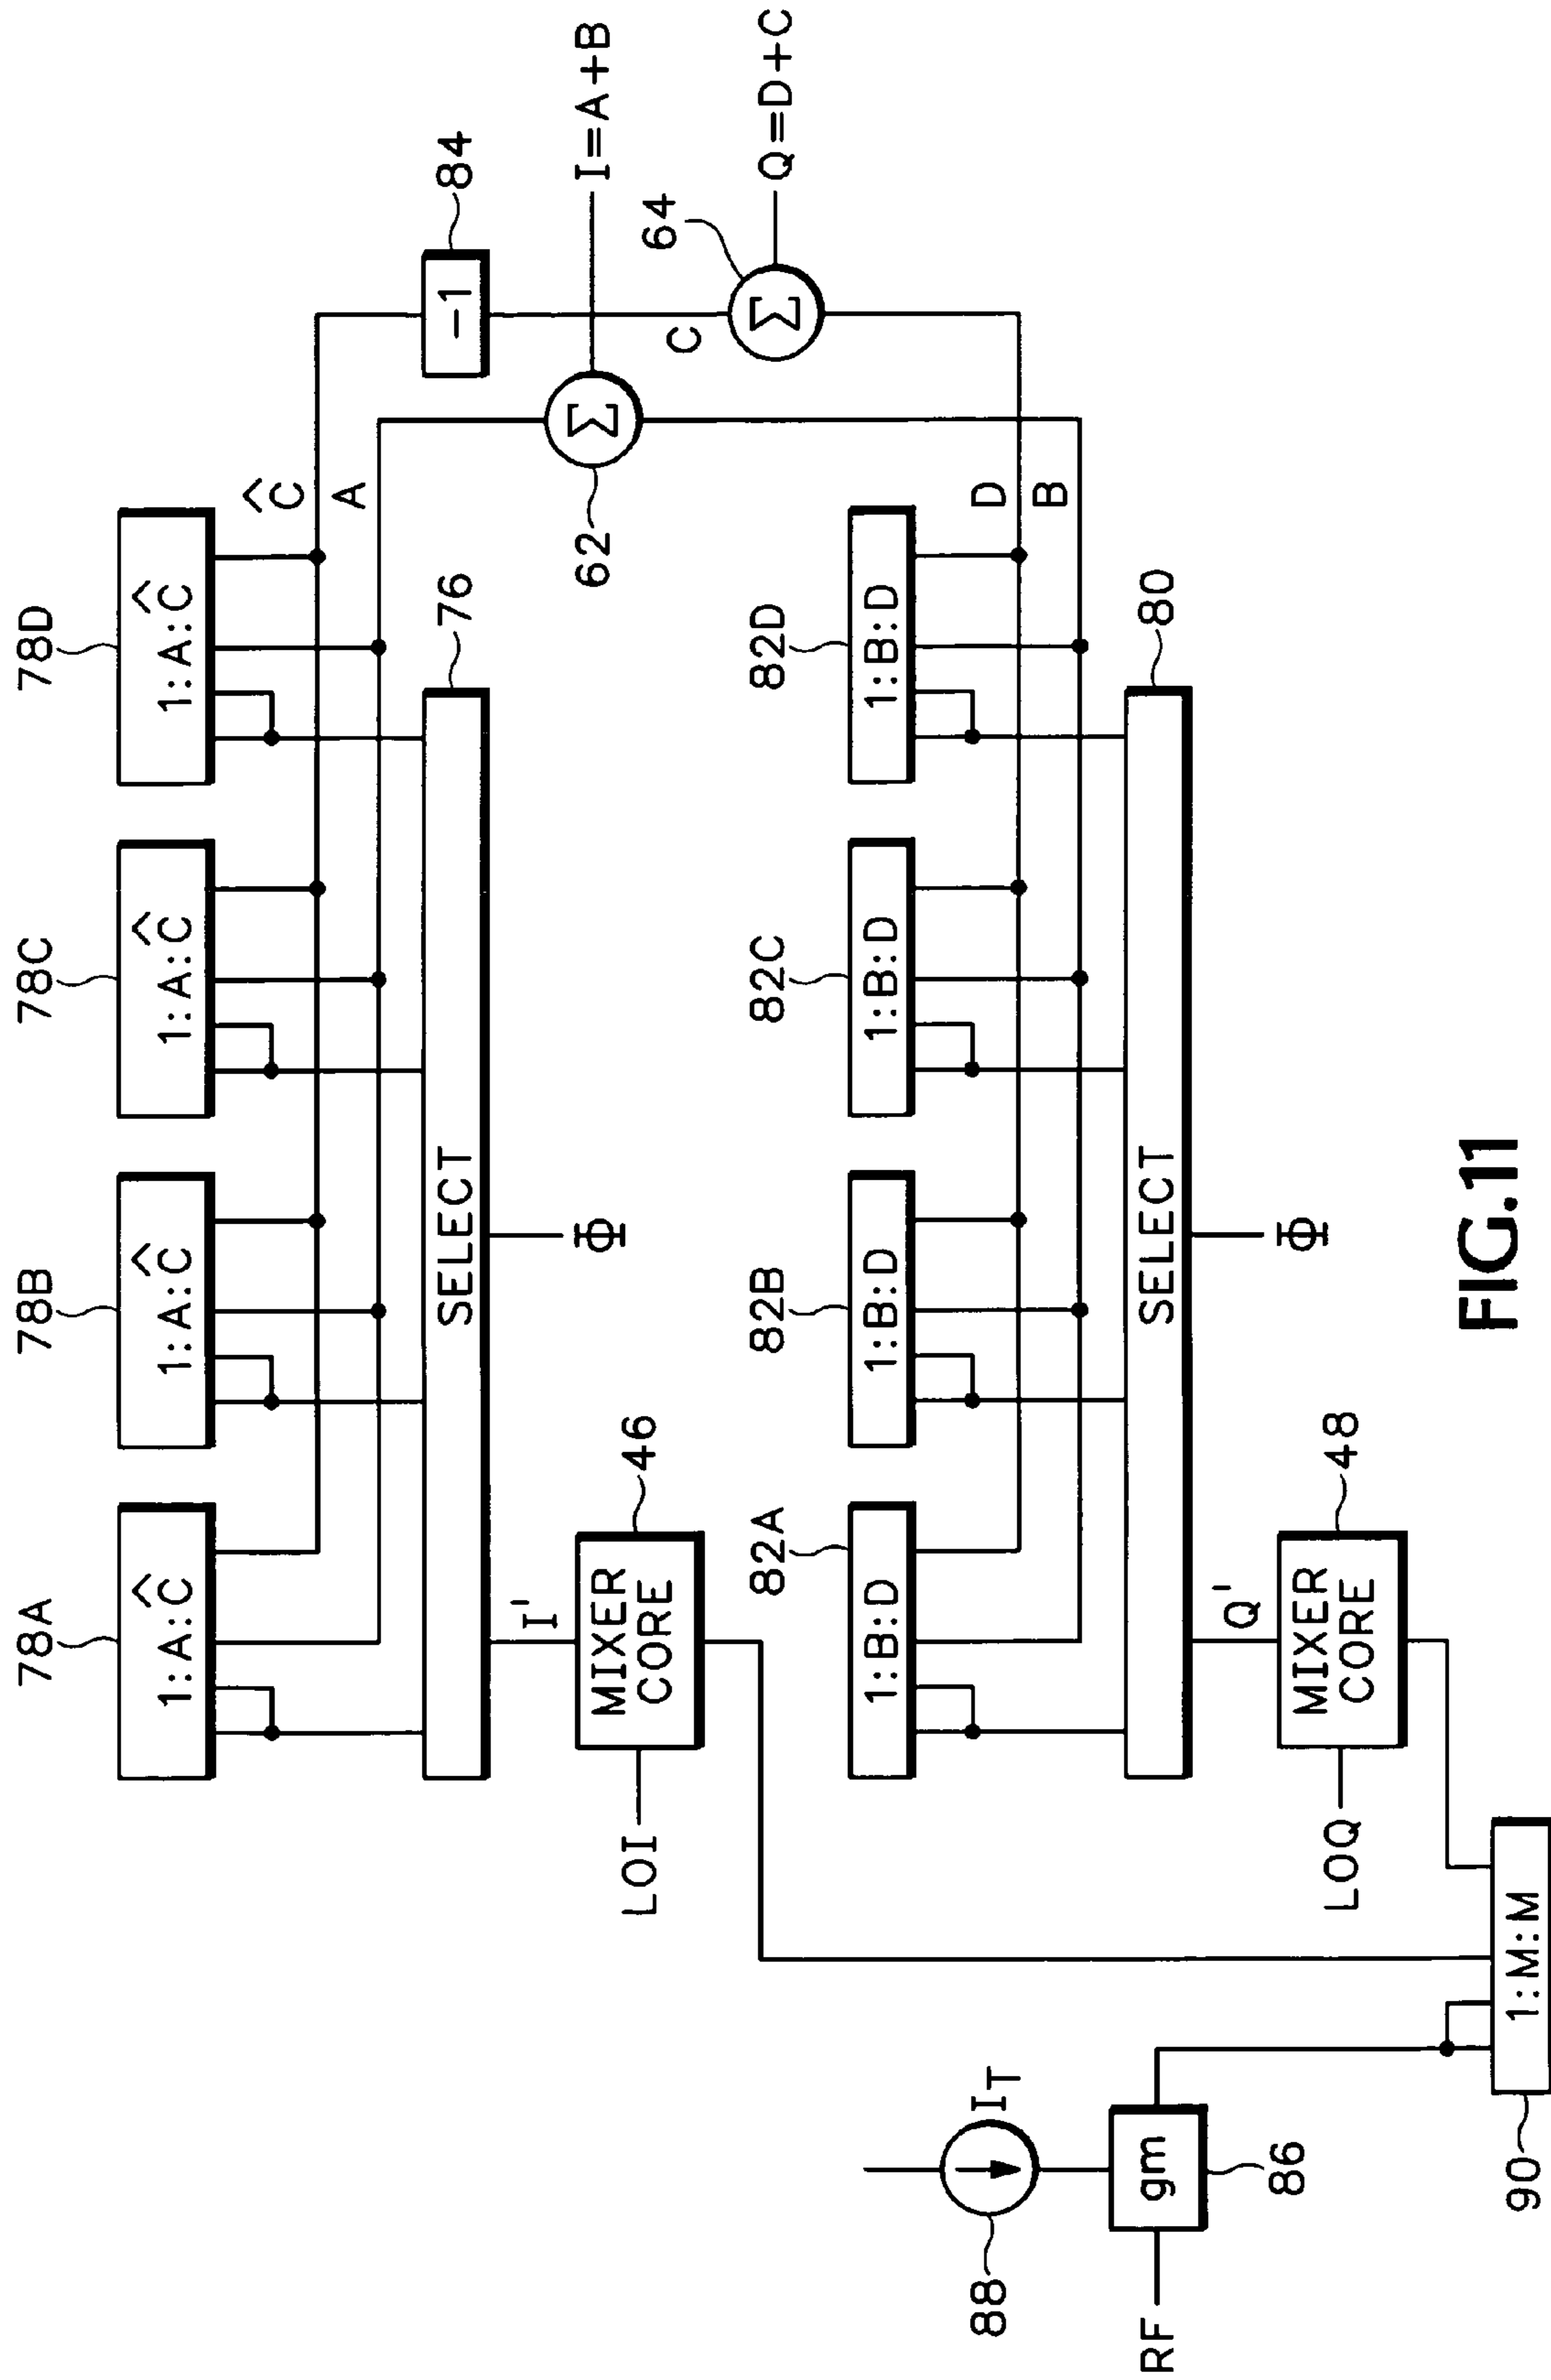 78A
78B
78C
78D
1:A:Ĉ
1:A:Ĉ
1:A:Ĉ
1:A:Ĉ
Ĉ
A
84
-1
76
SELECT
I'
Φ
62
Σ
I=A+B
LOI
MIXER
CORE
46
C
64
Σ
Q=D+C
82A
82B
82C
82D
1:B:D
1:B:D
1:B:D
1:B:D
D
B
80
SELECT
Q'
Φ
88
IT
RF
gm
86
LOQ
MIXER
CORE
48
90
1:M:M
FIG.11